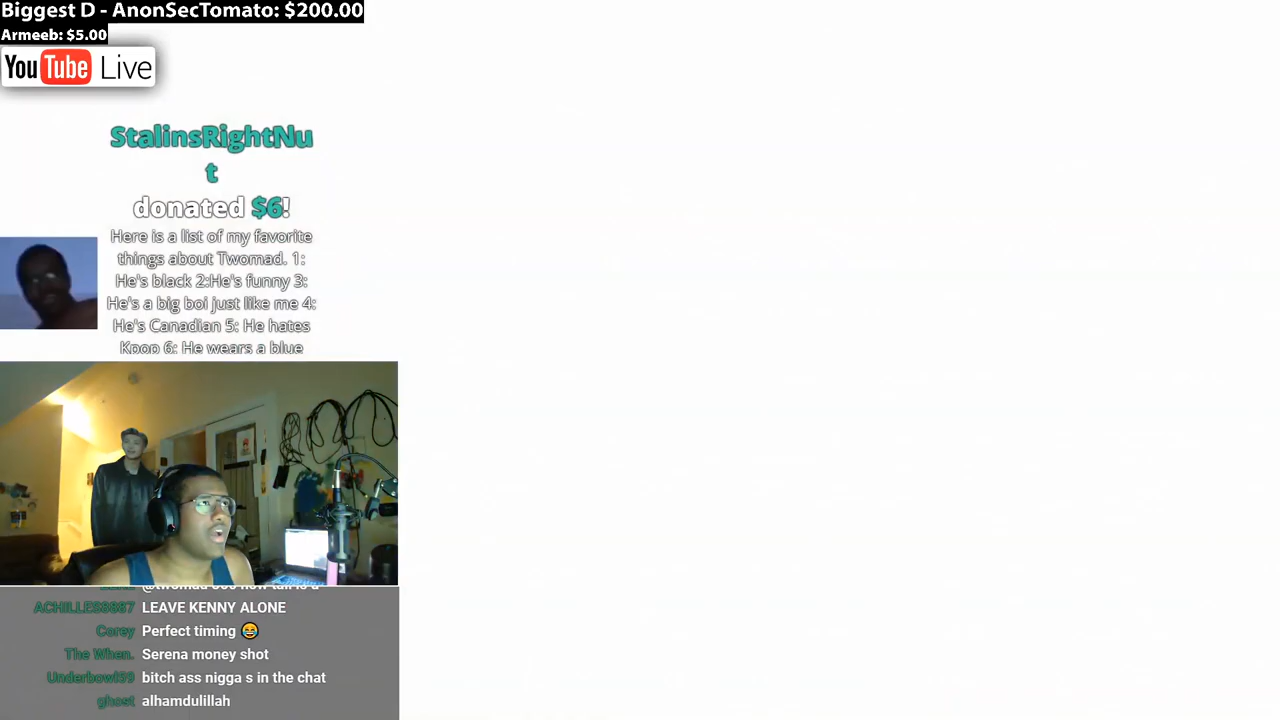 Biggest D - AnonSecTomato: $200.00
Armeeb: $5.00
YouTube Live
StalinsRightNu
t
donated $6!
Here is a list of my favorite
things about Twomad. 1:
He's black 2:He's funny 3:
He's a big boi just like me 4:
He's Canadian 5: He hates
Kpop 6: He wears a blue
ACHILLES8887 LEAVE KENNY ALONE
Corey Perfect timing 😂
The When. Serena money shot
Underbowl99 bitch ass nigga s in the chat
ghost alhamdulillah